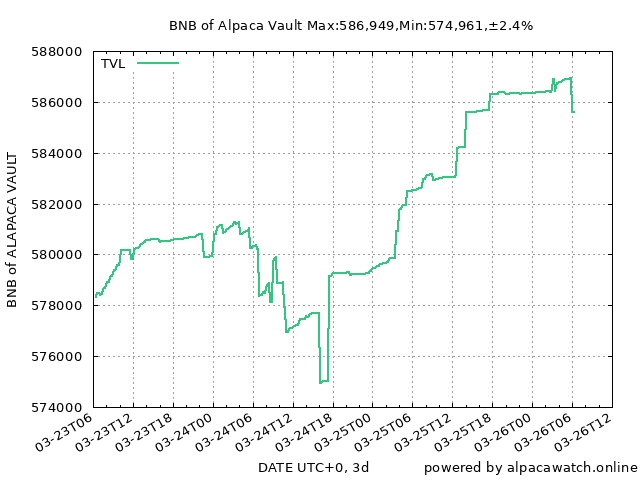 BNB of Alpaca Vault Max:586,949,Min:574,961,±2.4%
TVL
588000
586000
584000
582000
580000
578000
576000
574000
BNB of ALAPACA VAULT
03-23T06
03-23T12
03-23T18
03-24T00
03-24T06
03-24T12
03-24T18
03-25T00
03-25T06
03-25T12
03-25T18
03-26T00
03-26T06
03-26T12
DATE UTC+0, 3d
powered by alpacawatch.online